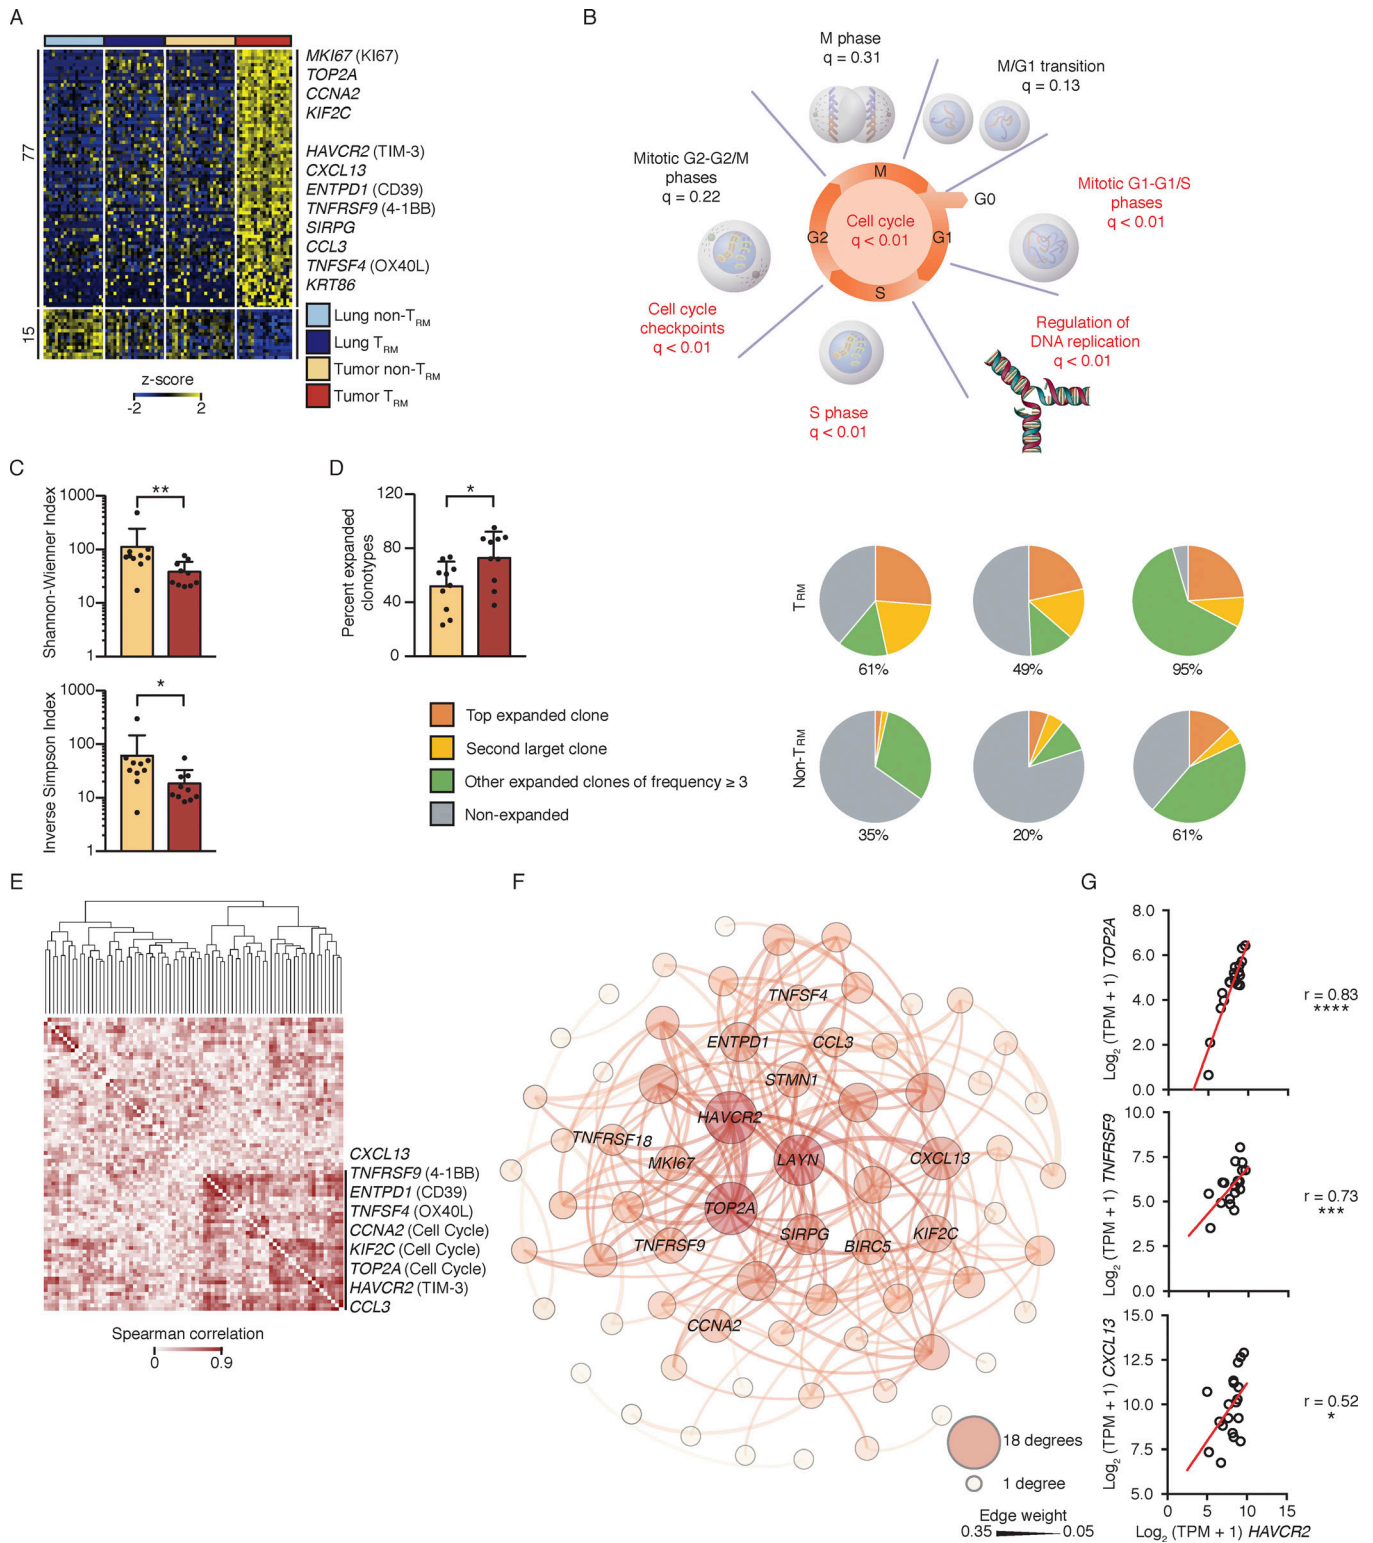 A
MKI67 (KI67)
TOP2A
CCNA2
KIF2C
HAVCR2 (TIM-3)
CXCL13
ENTPD1 (CD39)
TNFRSF9 (4-1BB)
SIRPG
CCL3
TNFSF4 (OX40L)
KRT86
77
15
Lung non-TRM
Lung TRM
Tumor non-TRM
Tumor TRM
z-score
-2 2
B
M phase
q = 0.31
M/G1 transition
q = 0.13
Mitotic G2-G2/M
phases
q = 0.22
Mitotic G1-G1/S
phases
q < 0.01
M
G0
G1
G2
S
Cell cycle
q < 0.01
Cell cycle
checkpoints
q < 0.01
Regulation of
DNA replication
q < 0.01
S phase
q < 0.01
C
Shannon-Wienner Index
1000
100
10
1
**
Inverse Simpson Index
1000
100
10
1
*
D
Percent expanded
clonotypes
120
80
40
0
*
Top expanded clone
Second larget clone
Other expanded clones of frequency ≥ 3
Non-expanded
TRM
61% 49% 95%
Non-TRM
35% 20% 61%
E
CXCL13
TNFRSF9 (4-1BB)
ENTPD1 (CD39)
TNFSF4 (OX40L)
CCNA2 (Cell Cycle)
KIF2C (Cell Cycle)
TOP2A (Cell Cycle)
HAVCR2 (TIM-3)
CCL3
Spearman correlation
0 0.9
F
TNFSF4
ENTPD1 CCL3
STMN1
HAVCR2
TNFRSF18
MKI67 LAYN CXCL13
TOP2A
SIRPG KIF2C
TNFRSF9 BIRC5
CCNA2
18 degrees
1 degree
Edge weight
0.35 0.05
G
Log2 (TPM + 1) TOP2A
8.0
6.0
4.0
2.0
0.0
r = 0.83
****
Log2 (TPM + 1) TNFRSF9
10.0
7.5
5.0
2.5
0.0
r = 0.73
***
Log2 (TPM + 1) CXCL13
15.0
12.5
10.0
7.5
5.0
r = 0.52
*
0 5 10 15
Log2 (TPM + 1) HAVCR2